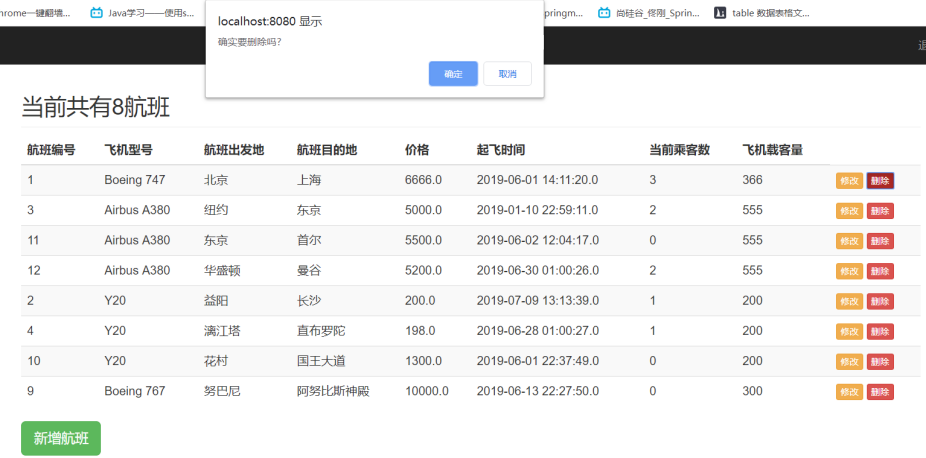 hrome一键翻墙... Java学习——使用s... pringm... 尚硅谷_佟刚_Sprin... table 数据表格文...
localhost:8080 显示
确实要删除吗？
确定 取消
当前共有8航班
航班编号 飞机型号 航班出发地 航班目的地 价格 起飞时间 当前乘客数 飞机载客量
1 Boeing 747 北京 上海 6666.0 2019-06-01 14:11:20.0 3 366 修改 删除
3 Airbus A380 纽约 东京 5000.0 2019-01-10 22:59:11.0 2 555 修改 删除
11 Airbus A380 东京 首尔 5500.0 2019-06-02 12:04:17.0 0 555 修改 删除
12 Airbus A380 华盛顿 曼谷 5200.0 2019-06-30 01:00:26.0 2 555 修改 删除
2 Y20 益阳 长沙 200.0 2019-07-09 13:13:39.0 1 200 修改 删除
4 Y20 漓江塔 直布罗陀 198.0 2019-06-28 01:00:27.0 1 200 修改 删除
10 Y20 花村 国王大道 1300.0 2019-06-01 22:37:49.0 0 200 修改 删除
9 Boeing 767 努巴尼 阿努比斯神殿 10000.0 2019-06-13 22:27:50.0 0 300 修改 删除
新增航班